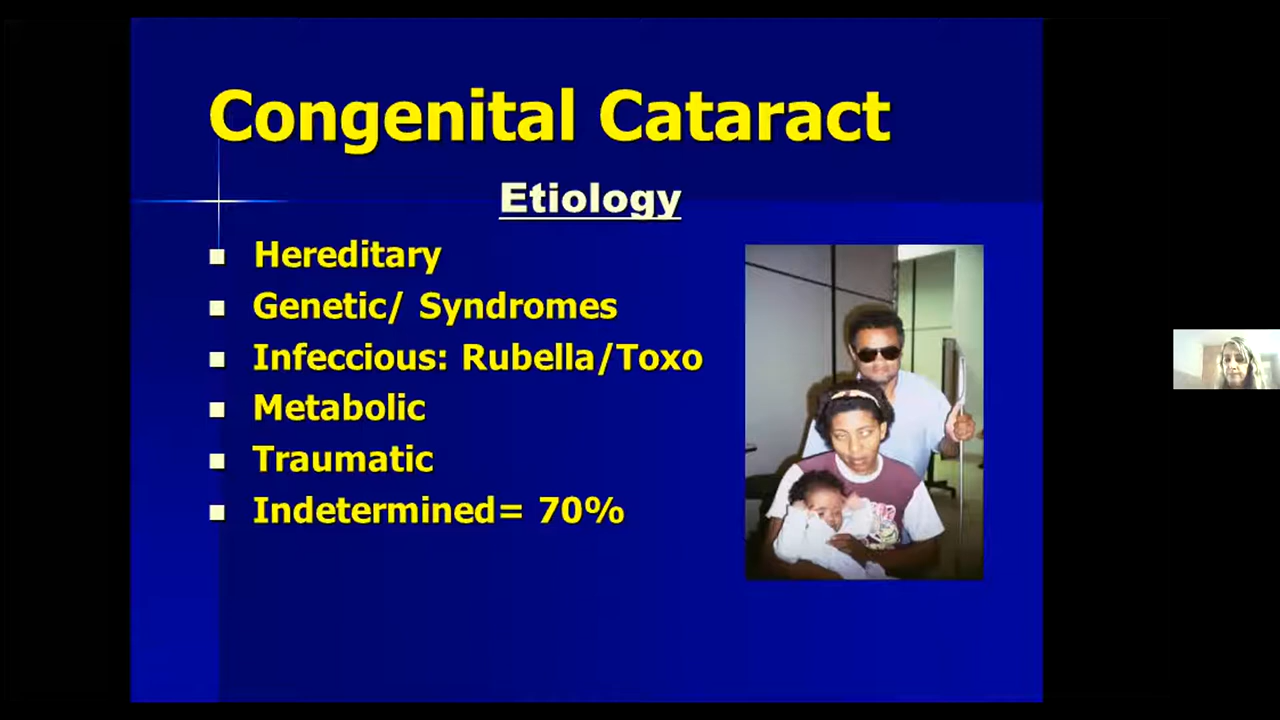 Congenital Cataract
Etiology
Hereditary
Genetic/ Syndromes
Infeccious: Rubella/Toxo
Metabolic
Traumatic
Indetermined= 70%